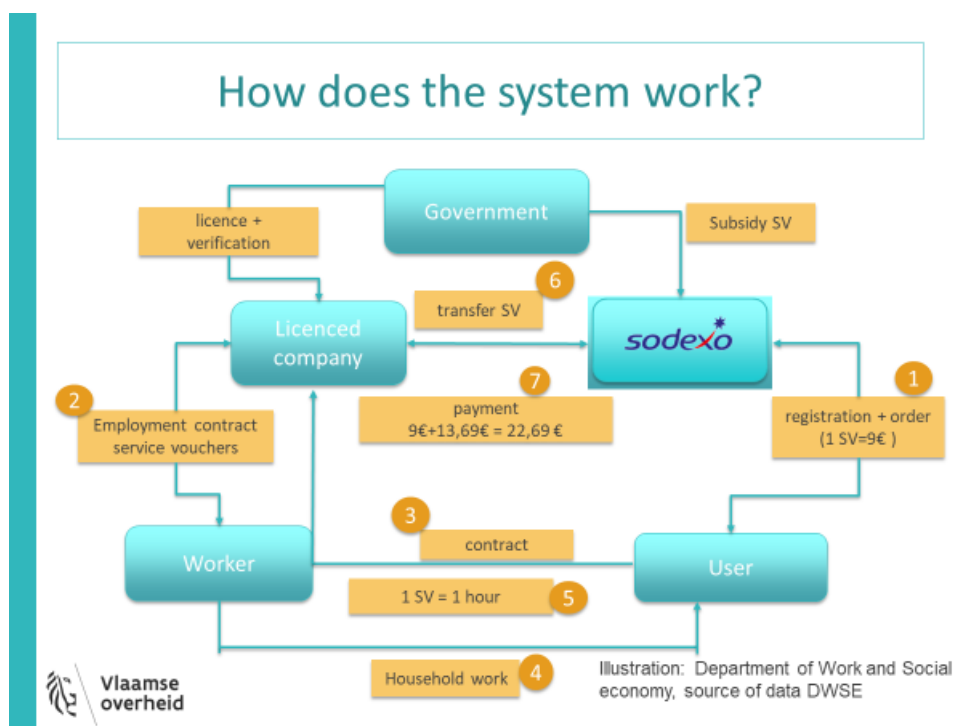 How does the system work?
Government
licence +
verification
Subsidy SV
6
transfer SV
Licenced
company
sodexo
7
payment
9€+13,69€ = 22,69 €
1
registration + order
(1 SV=9€ )
2
Employment contract
service vouchers
3
contract
Worker
User
1 SV = 1 hour
5
Household work
4
Illustration: Department of Work and Social
economy, source of data DWSE
Vlaamse
overheid